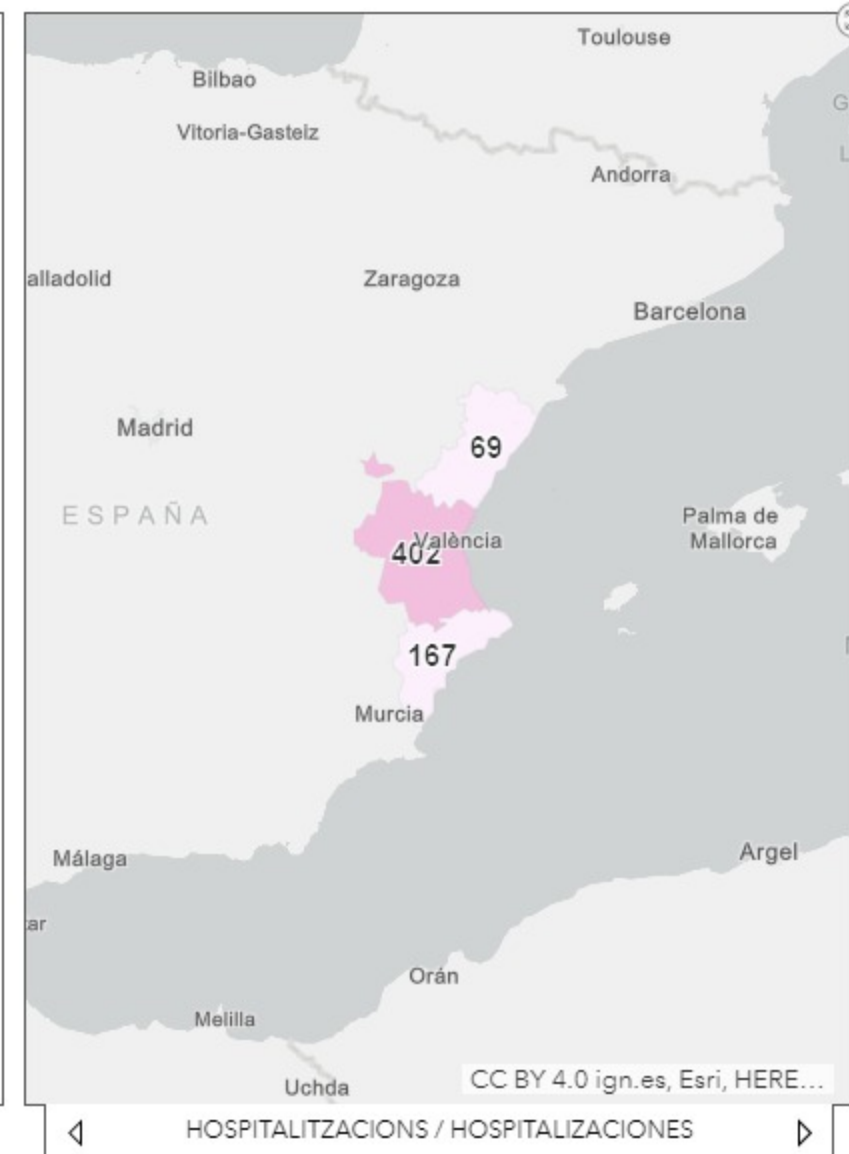 Toulouse
Bilbao
Vitoria-Gasteiz
Andorra
alladolid
Zaragoza
Barcelona
Madrid
69
ESPAÑA
Palma de
Mallorca
València
402
167
Murcia
Málaga
Argel
ar
Orán
Melilla
Uchda
CC BY 4.0 ign.es, Esri, HERE...
HOSPITALITZACIONS / HOSPITALIZACIONES